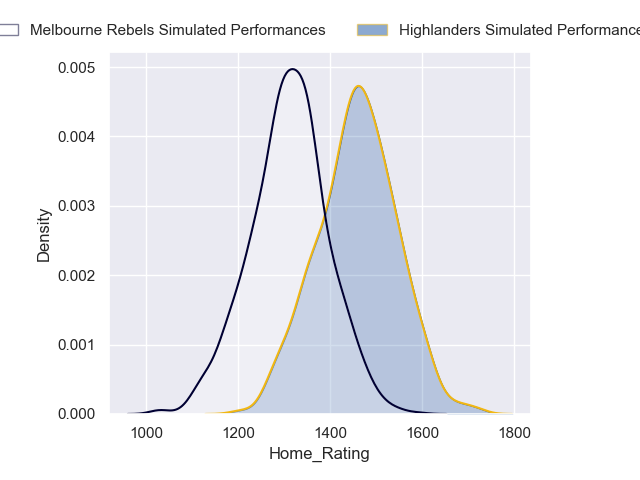 Melbourne Rebels Simulated Performances Highlanders Simulated Performance
0.005
0.004
0.003
0.002
0.001
0.000
Density
1000 1200 1400 1600 1800
Home_Rating